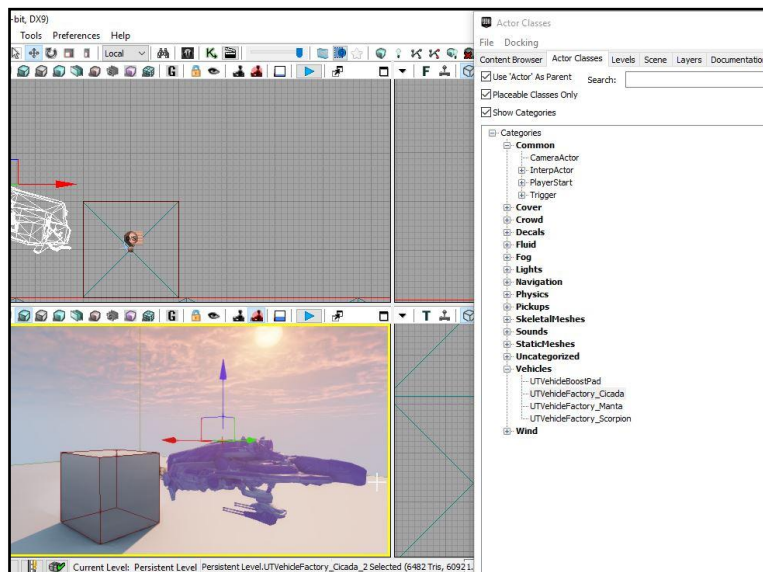 -bit, DX9)
Tools Preferences Help
Local
G
F
Actor Classes
File Docking
Content Browser Actor Classes Levels Scene Layers Documentation
Use 'Actor' As Parent Search:
Placeable Classes Only
Show Categories
Categories
Common
CameraActor
InterpActor
PlayerStart
Trigger
Cover
Crowd
Decals
Fluid
Fog
Lights
Navigation
Physics
Pickups
SkeletalMeshes
Sounds
StaticMeshes
Uncategorized
Vehicles
UTVehicleBoostPad
UTVehicleFactory_Cicada
UTVehicleFactory_Manta
UTVehicleFactory_Scorpion
Wind
G
T
Current Level: Persistent Level Persistent Level.UTVehicleFactory_Cicada_2 Selected (6482 Tris, 6092